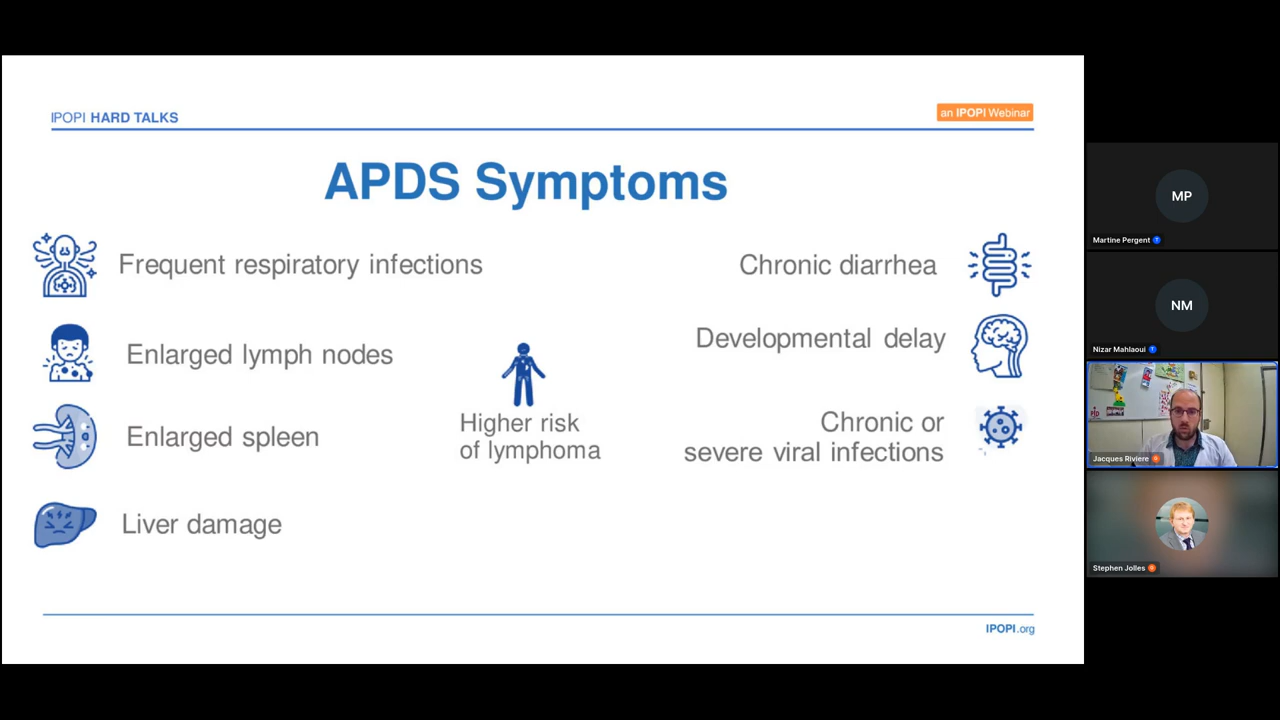 IPOPI HARD TALKS
an IPOPI Webinar
APDS Symptoms
Frequent respiratory infections
Enlarged lymph nodes
Enlarged spleen
Liver damage
Higher risk
of lymphoma
Chronic diarrhea
Developmental delay
Chronic or
severe viral infections
IPOPI.org
MP
Martine Pergent
NM
Nizar Mahlaoui
PID
Jacques Riviere
Stephen Jolles